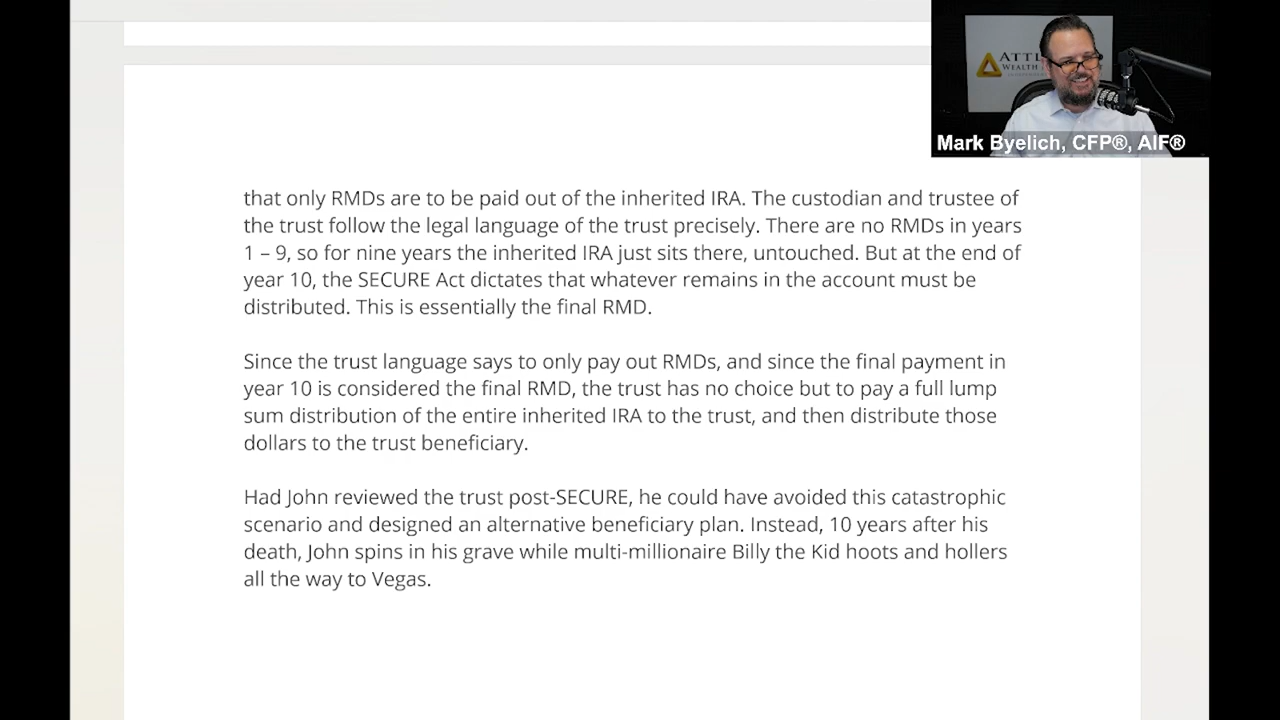 ATTL
WEALTH
Mark Byelich, CFP®, AIF®
that only RMDs are to be paid out of the inherited IRA. The custodian and trustee of
the trust follow the legal language of the trust precisely. There are no RMDs in years
1 – 9, so for nine years the inherited IRA just sits there, untouched. But at the end of
year 10, the SECURE Act dictates that whatever remains in the account must be
distributed. This is essentially the final RMD.
Since the trust language says to only pay out RMDs, and since the final payment in
year 10 is considered the final RMD, the trust has no choice but to pay a full lump
sum distribution of the entire inherited IRA to the trust, and then distribute those
dollars to the trust beneficiary.
Had John reviewed the trust post-SECURE, he could have avoided this catastrophic
scenario and designed an alternative beneficiary plan. Instead, 10 years after his
death, John spins in his grave while multi-millionaire Billy the Kid hoots and hollers
all the way to Vegas.